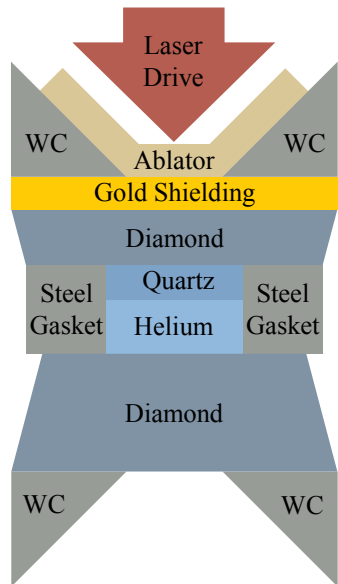 Laser
Drive
WC
WC
Ablator
Gold Shielding
Diamond
Quartz
Steel
Gasket
Helium
Steel
Gasket
Diamond
WC
WC